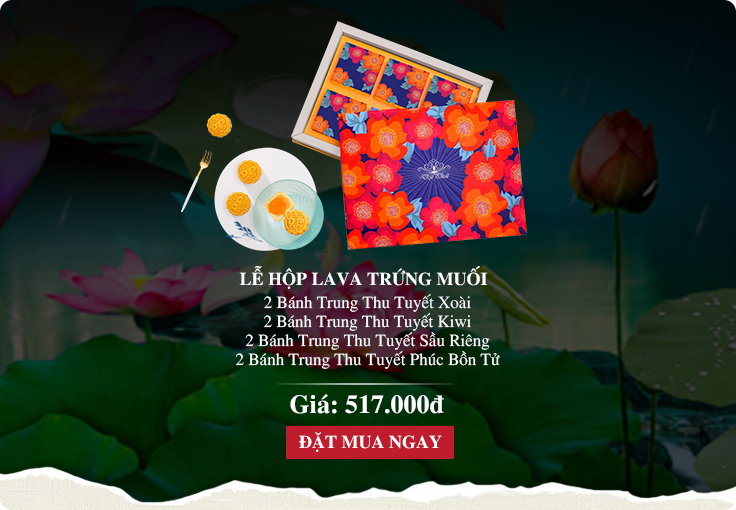 LỄ HỘP LAVA TRỨNG MUỐI
2 Bánh Trung Thu Tuyết Xoài
2 Bánh Trung Thu Tuyết Kiwi
2 Bánh Trung Thu Tuyết Sầu Riêng
2 Bánh Trung Thu Tuyết Phúc Bồn Tử
Giá: 517.000đ
ĐẶT MUA NGAY